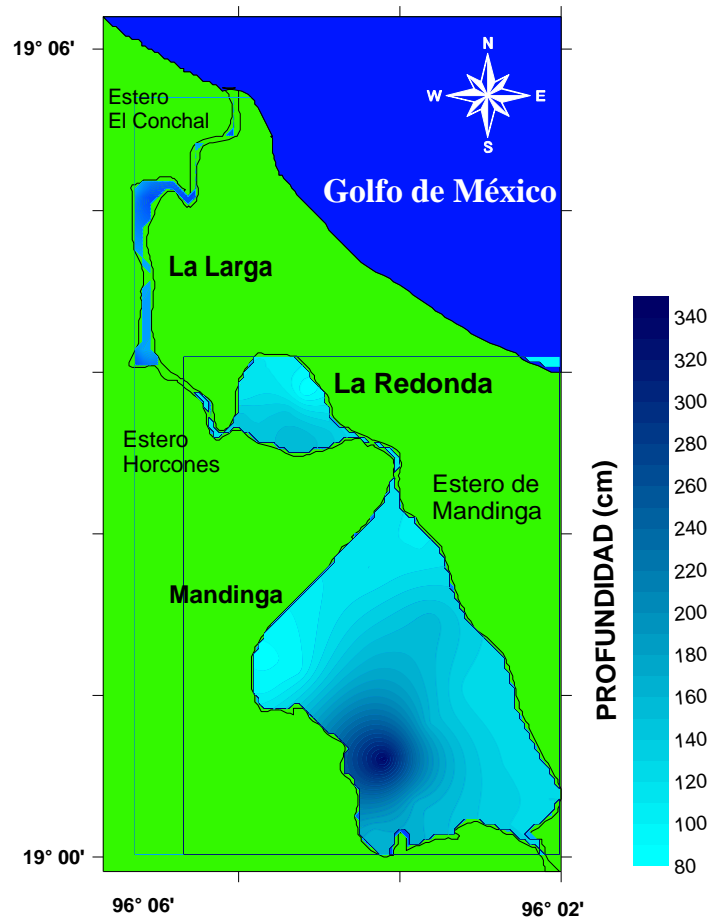 19° 06'
N
W
E
S
Estero
El Conchal
Golfo de México
La Larga
La Redonda
Estero
Horcones
Estero de
Mandinga
Mandinga
19° 00'
96° 06'
96° 02'
PROFUNDIDAD (cm)
340
320
300
280
260
240
220
200
180
160
140
120
100
80